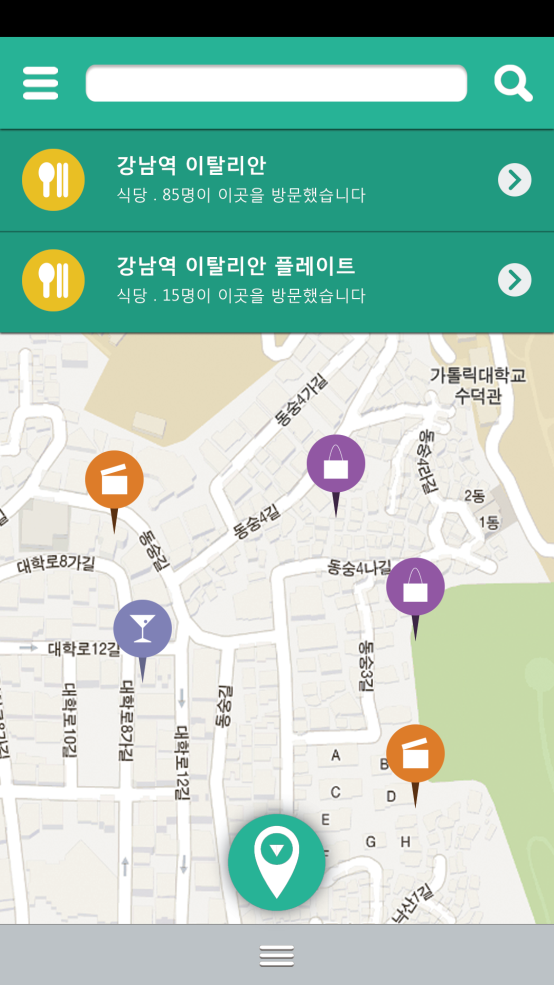 강남역 이탈리안
식당 . 85명이 이곳을 방문했습니다
강남역 이탈리안 플레이트
식당 . 15명이 이곳을 방문했습니다
가톨릭대학교
수덕관
동숭4가길
동숭4라길
2동
1동
동숭4길
동숭길
대학로8가길
동숭4나길
대학로12길
동숭3길
대학로10길
대학로8가길
대학로12길
A
B
C
D
E
G
H
낙산7길